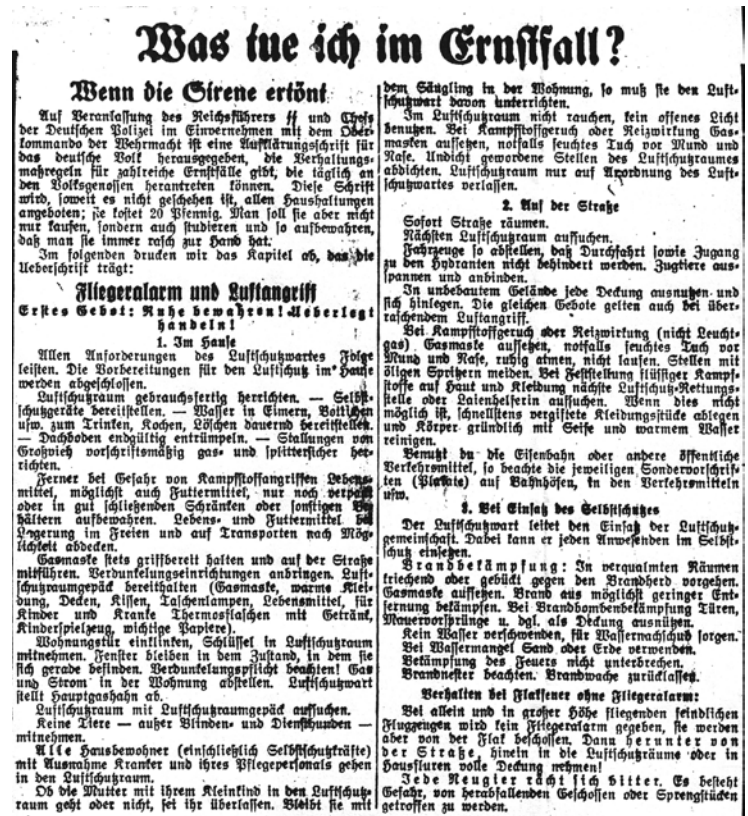 Was tue ich im Ernstfall?
Wenn die Sirene ertönt
Auf Veranlassung des Reichsführers ϟϟ und Chefs
der Deutschen Polizei im Einvernehmen mit dem Ober-
kommando der Wehrmacht ist eine Aufklärungsschrift für
das deutsche Volk herausgegeben, die Verhaltungs-
maßregeln für zahlreiche Ernstfälle gibt, die täglich an
den Volksgenossen herantreten können. Diese Schrift
wird, soweit es nicht geschehen ist, allen Haushaltungen
angeboten; sie kostet 20 Pfennig. Man soll sie aber nicht
nur kaufen, sondern auch studieren und so aufbewahren,
daß man sie immer rasch zur Hand hat.
Im folgenden drucken wir das Kapitel ab, das die
Ueberschrift trägt:
Fliegeralarm und Luftangriff
Erstes Gebot: Ruhe bewahren! Ueberlegt
handeln!
1. Im Hause
Allen Anforderungen des Luftschutzwartes Folge
leisten. Die Vorbereitungen für den Luftschutz im Hause
werden abgeschlossen.
Luftschutzraum gebrauchsfertig herrichten. — Selbst-
schutzgeräte bereitstellen. — Wasser in Eimern, Bottichen
usw. zum Trinken, Kochen, Löschen dauernd bereitstellen.
— Dachboden endgültig entrümpeln. — Stallungen von
Großvieh vorschriftsmäßig gas- und splittersicher her-
richten.
Ferner bei Gefahr von Kampfstoffangriffen Lebens-
mittel, möglichst auch Futtermittel, nur noch verpackt
oder in gut schließenden Schränken oder sonstigen Be-
hältern aufbewahren. Lebens- und Futtermittel bei
Lagerung im Freien und auf Transporten nach Mög-
lichkeit abdecken.
Gasmaske stets griffbereit halten und auf der Straße
mitführen. Verdunkelungseinrichtungen anbringen. Luft-
schutzraumgepäck bereithalten (Gasmaske, warme Klei-
dung, Decken, Kissen, Taschenlampen, Lebensmittel, für
Kinder und Kranke Thermosflaschen mit Getränk,
Kinderspielzeug, wichtige Papiere).
Wohnungstür einklinken, Schlüssel in Luftschutzraum
mitnehmen. Fenster bleiben in dem Zustand, in dem sie
sich gerade befinden. Verdunkelungspflicht beachten! Gas
und Strom in der Wohnung abstellen. Luftschutzwart
stellt Hauptgashahn ab.
Luftschutzraum mit Luftschutzraumgepäck aufsuchen.
Keine Tiere — außer Blinden- und Diensthunden —
mitnehmen.
Alle Hausbewohner (einschließlich Selbstschutzkräfte)
mit Ausnahme Kranker und ihres Pflegepersonals gehen
in den Luftschutzraum.
Ob die Mutter mit ihrem Kleinkind in den Luftschutz-
raum geht oder nicht, sei ihr überlassen. Bleibt sie mit
dem Säugling in der Wohnung, so muß sie den Luft-
schutzwart davon unterrichten.
Im Luftschutzraum nicht rauchen, kein offenes Licht
benutzen. Bei Kampfstoffgeruch oder Reizwirkung Gas-
masken aufsetzen, notfalls feuchtes Tuch vor Mund und
Nase. Undicht gewordene Stellen des Luftschutzraumes
abdichten. Luftschutzraum nur auf Anordnung des Luft-
schutzwartes verlassen.
2. Auf der Straße
Sofort Straße räumen.
Nächsten Luftschutzraum aufsuchen.
Fahrzeuge so abstellen, daß Durchfahrt sowie Zugang
zu den Hydranten nicht behindert werden. Zugtiere aus-
spannen und anbinden.
In unbebautem Gelände jede Deckung ausnutzen und
sich hinlegen. Die gleichen Gebote gelten auch bei über-
raschendem Luftangriff.
Bei Kampfstoffgeruch oder Reizwirkung (nicht Leucht-
gas) Gasmaske aufsetzen, notfalls feuchtes Tuch vor
Mund und Nase, ruhig atmen, nicht laufen. Stellen mit
öligen Spritzern melden. Bei Feststellung flüssiger Kampf-
stoffe auf Haut und Kleidung nächste Luftschutz-Rettungs-
stelle oder Laienhelferin aufsuchen. Wenn dies nicht
möglich ist, schnellstens vergiftete Kleidungsstücke ablegen
und Körper gründlich mit Seife und warmem Wasser
reinigen.
Benutzt du die Eisenbahn oder andere öffentliche
Verkehrsmittel, so beachte die jeweiligen Sondervorschrif-
ten (Plakate) auf Bahnhöfen, in den Verkehrsmitteln
usw.
3. Bei Einsatz des Selbstschutzes
Der Luftschutzwart leitet den Einsatz der Luftschutz-
gemeinschaft. Dabei kann er jeden Anwesenden im Selbst-
schutz einsetzen.
Brandbekämpfung: In verqualmten Räumen
kriechend oder gebückt gegen den Brandherd vorgehen.
Gasmaske aufsetzen. Brand aus möglichst geringer Ent-
fernung bekämpfen. Bei Brandbombenbekämpfung Türen,
Mauervorsprünge u. dgl. als Deckung ausnützen.
Kein Wasser verschwenden, für Wassernachschub sorgen.
Bei Wassermangel Sand oder Erde verwenden.
Bekämpfung des Feuers nicht unterbrechen.
Brandnester beachten. Brandwache zurücklassen.
Verhalten bei Flakfeuer ohne Fliegeralarm:
Bei allein und in großer Höhe fliegenden feindlichen
Flugzeugen wird kein Fliegeralarm gegeben, sie werden
aber von der Flak beschossen. Dann herunter von
der Straße, hinein in die Luftschutzräume oder in
Hausfluren volle Deckung nehmen!
Jede Neugier rächt sich bitter. Es besteht
Gefahr, von herabfallenden Geschossen oder Sprengstücken
getroffen zu werden.